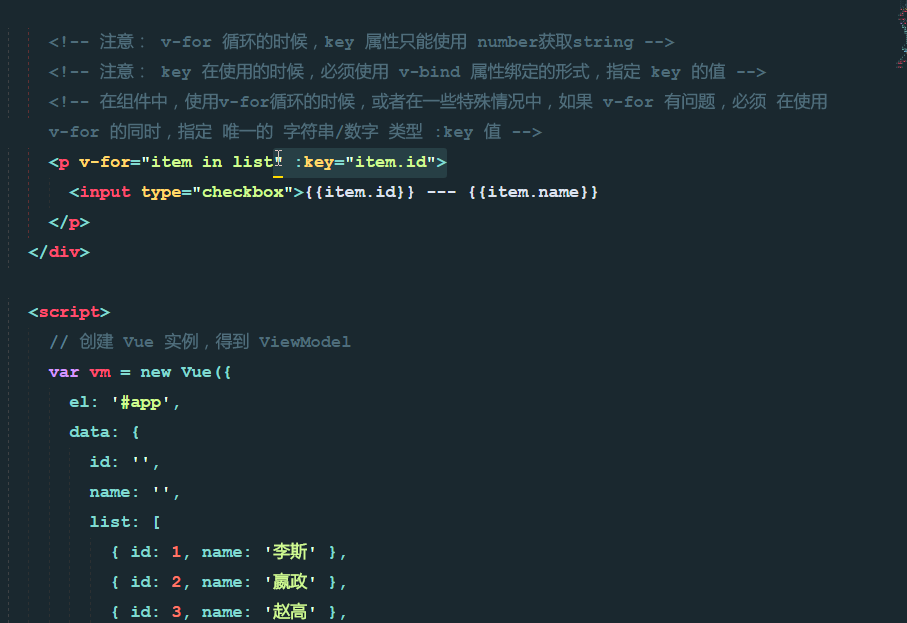 <!-- 注意： v-for 循环的时候，key 属性只能使用 number获取string -->
<!-- 注意： key 在使用的时候，必须使用 v-bind 属性绑定的形式，指定 key 的值 -->
<!-- 在组件中，使用v-for循环的时候，或者在一些特殊情况中，如果 v-for 有问题，必须 在使用
v-for 的同时，指定 唯一的 字符串/数字 类型 :key 值 -->
<p v-for="item in list" :key="item.id">
<input type="checkbox">{{item.id}} --- {{item.name}}
</p>
</div>
<script>
// 创建 Vue 实例，得到 ViewModel
var vm = new Vue({
el: '#app',
data: {
id: '',
name: '',
list: [
{ id: 1, name: '李斯' },
{ id: 2, name: '嬴政' },
{ id: 3, name: '赵高' },